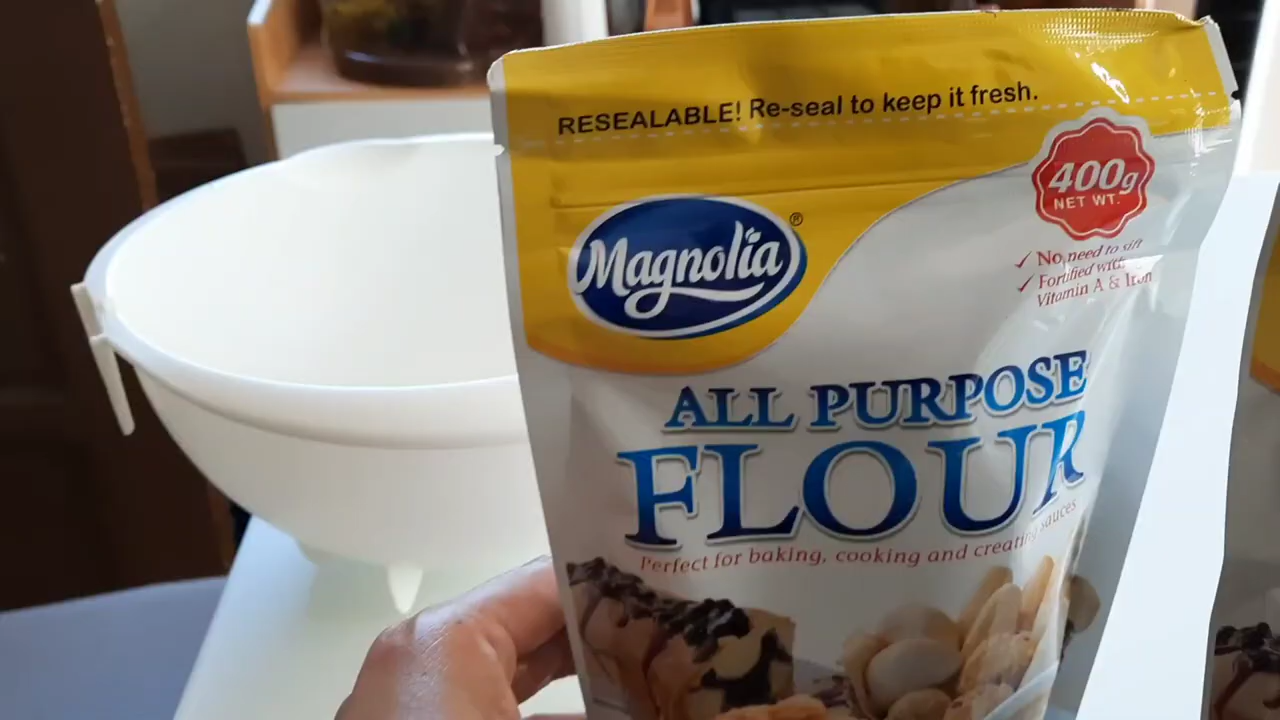 RESEALABLE! Re-seal to keep it fresh.
400g
NET WT.
Magnolia®
✓ No need to sift
✓ Fortified with
Vitamin A & Iron
ALL PURPOSE
FLOUR
Perfect for baking, cooking and creating sauces